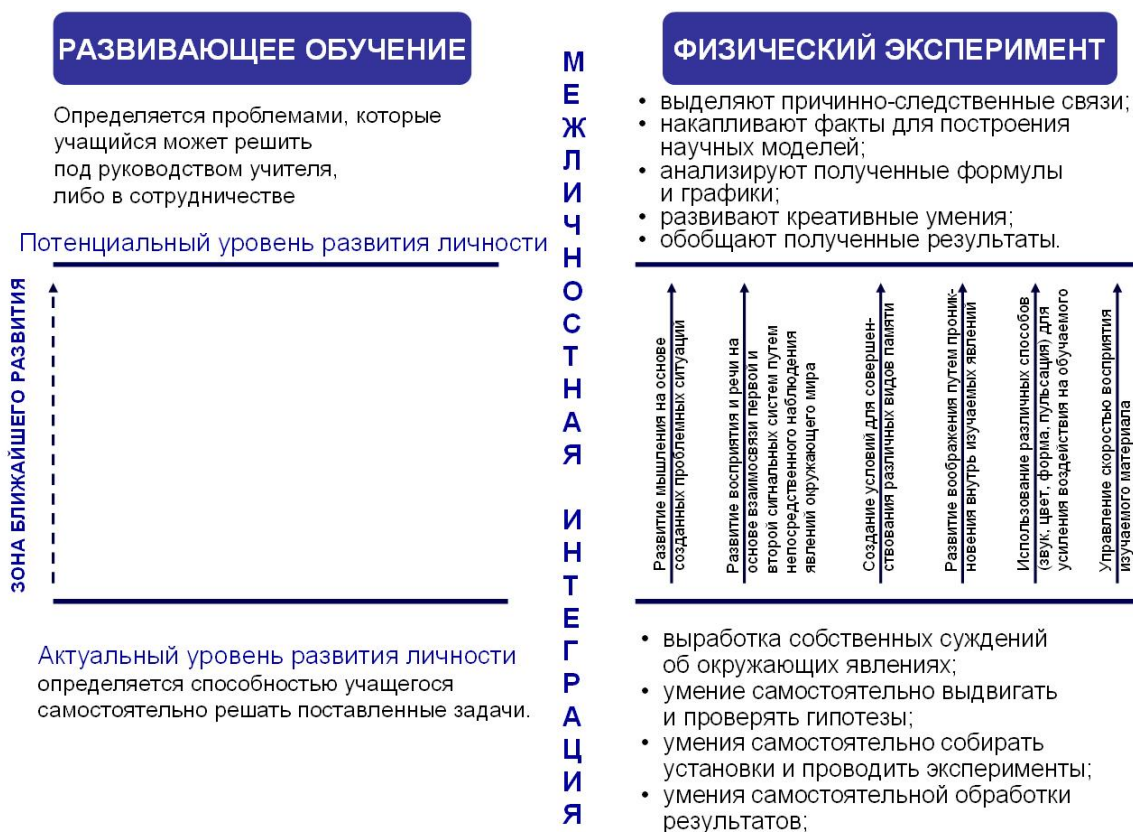 РАЗВИВАЮЩЕЕ ОБУЧЕНИЕ
Определяется проблемами, которые
учащийся может решить
под руководством учителя,
либо в сотрудничестве
Потенциальный уровень развития личности
ЗОНА БЛИЖАЙШЕГО РАЗВИТИЯ
Актуальный уровень развития личности
определяется способностью учащегося
самостоятельно решать поставленные задачи.
МЕЖЛИЧНОСТНАЯ ИНТЕГРАЦИЯ
ФИЗИЧЕСКИЙ ЭКСПЕРИМЕНТ
• выделяют причинно-следственные связи;
• накапливают факты для построения
научных моделей;
• анализируют полученные формулы
и графики;
• развивают креативные умения;
• обобщают полученные результаты.
Развитие мышления на основе
созданных проблемных ситуаций
Развитие восприятия и речи на
основе взаимосвязи первой и
второй сигнальных систем путем
непосредственного наблюдения
явлений окружающего мира
Создание условий для совершен-
ствования различных видов памяти
Развитие воображения путем проник-
новения внутрь изучаемых явлений
Использование различных способов
(звук, цвет, форма, пульсация) для
усиления воздействия на обучаемого
Управление скоростью восприятия
изучаемого материала
• выработка собственных суждений
об окружающих явлениях;
• умение самостоятельно выдвигать
и проверять гипотезы;
• умения самостоятельно собирать
установки и проводить эксперименты;
• умения самостоятельной обработки
результатов;